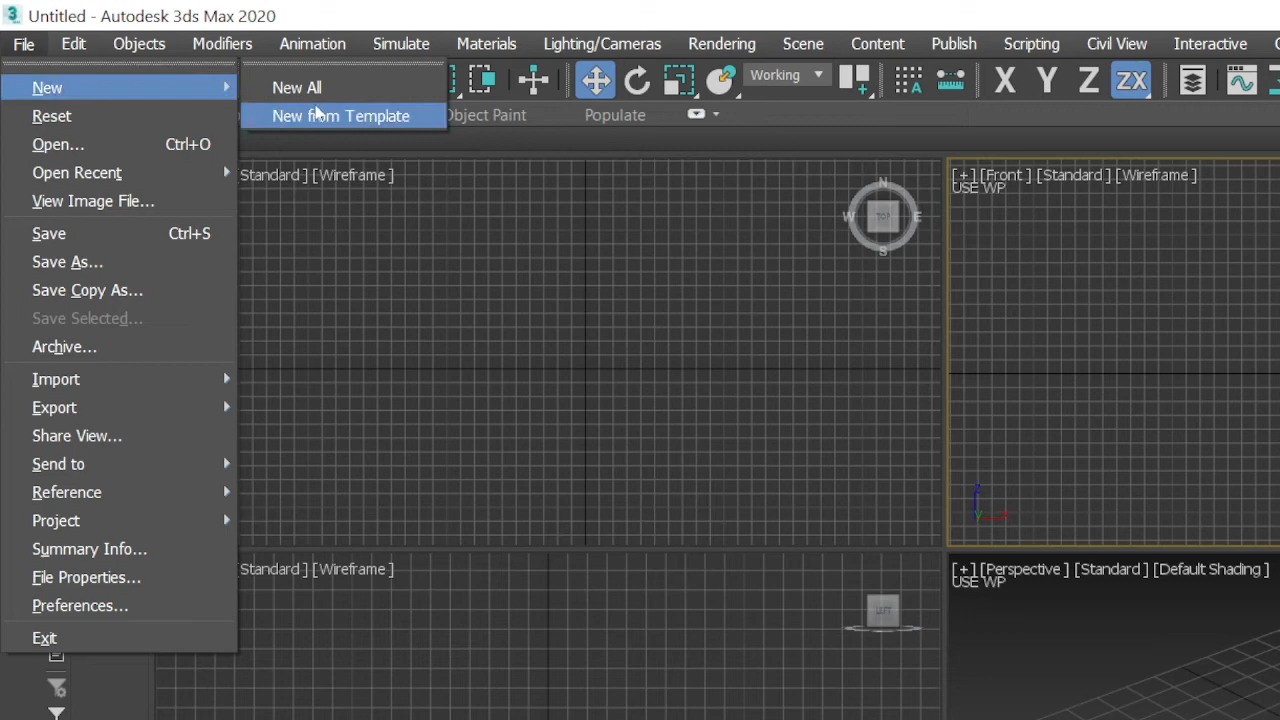 Untitled - Autodesk 3ds Max 2020
File Edit Objects Modifiers Animation Simulate Materials Lighting/Cameras Rendering Scene Content Publish Scripting Civil View Interactive
New
New All
Working
X Y Z ZX
Reset
New from Template
Object Paint
Populate
Open... Ctrl+O
Open Recent
Standard ] [Wireframe ]
[+] [Front ] [Standard ] [Wireframe ]
USE WP
View Image File...
N
W TOP E
S
Save Ctrl+S
Save As...
Save Copy As...
Save Selected...
Archive...
Import
Export
Share View...
Send to
Reference
Project
Summary Info...
File Properties...
Preferences...
Exit
Standard ] [Wireframe ]
[+] [Perspective ] [Standard ] [Default Shading ]
USE WP
LEFT